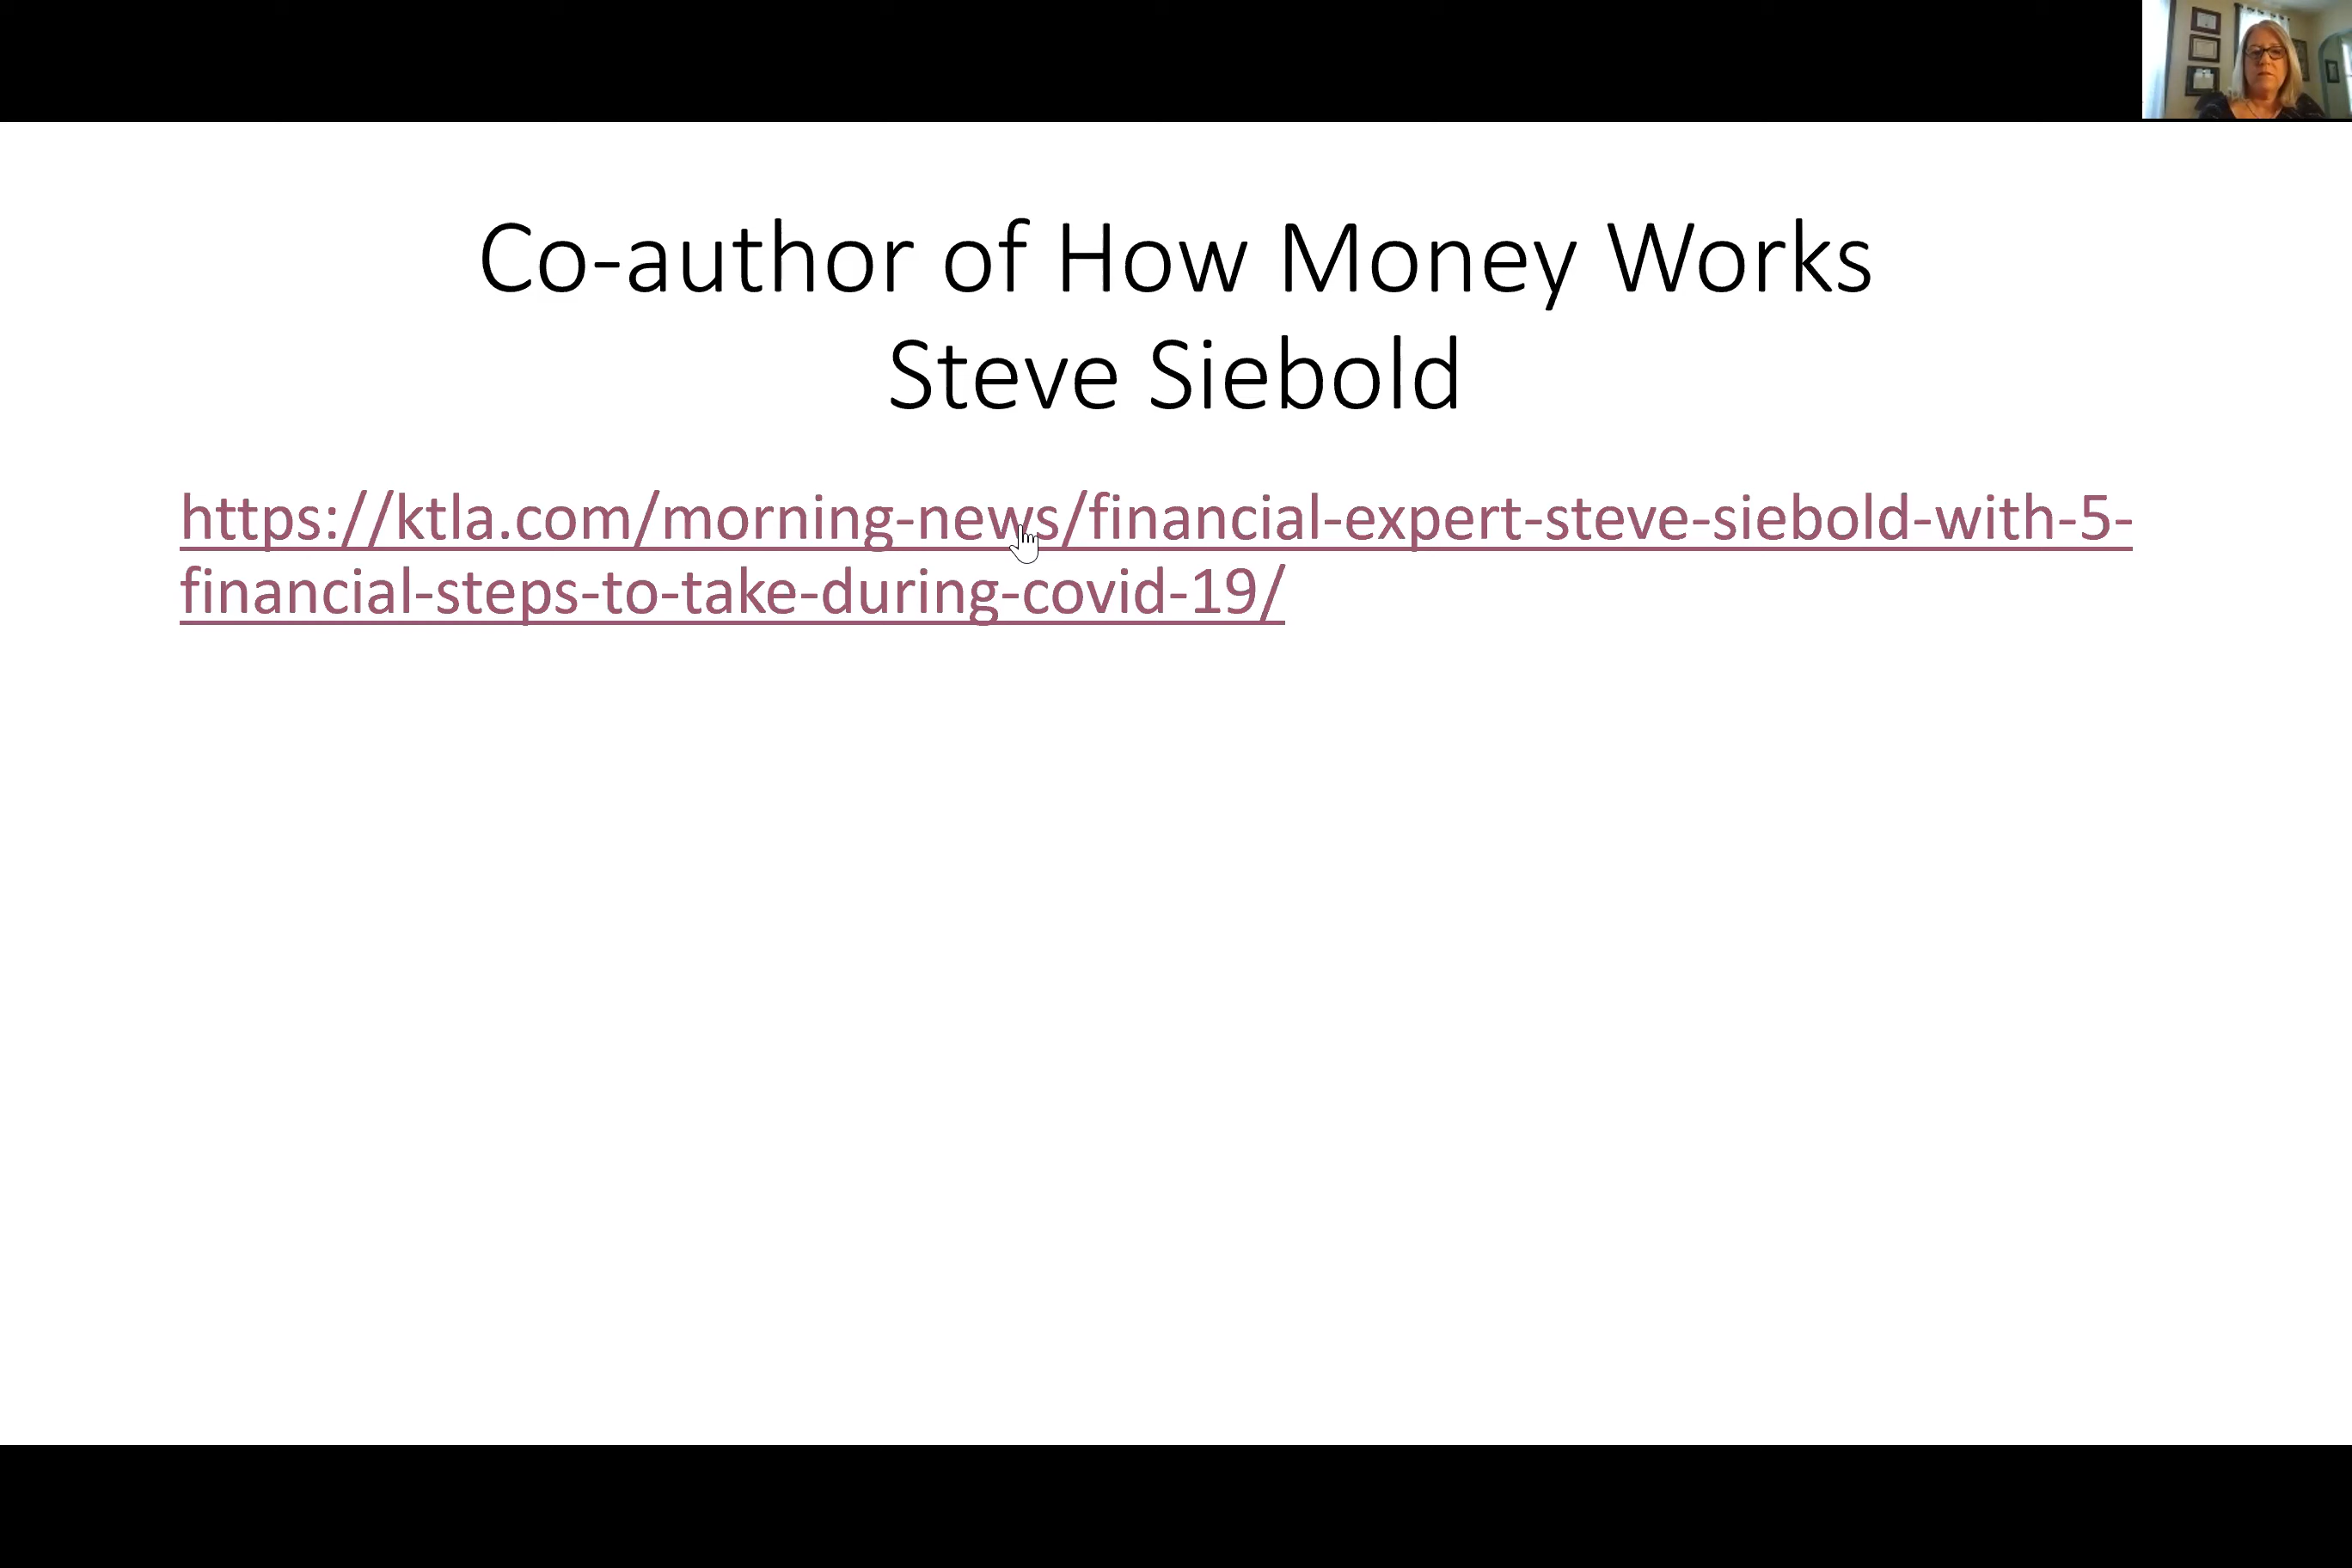 Co-author of How Money Works
Steve Siebold
https://ktla.com/morning-news/financial-expert-steve-siebold-with-5-
financial-steps-to-take-during-covid-19/